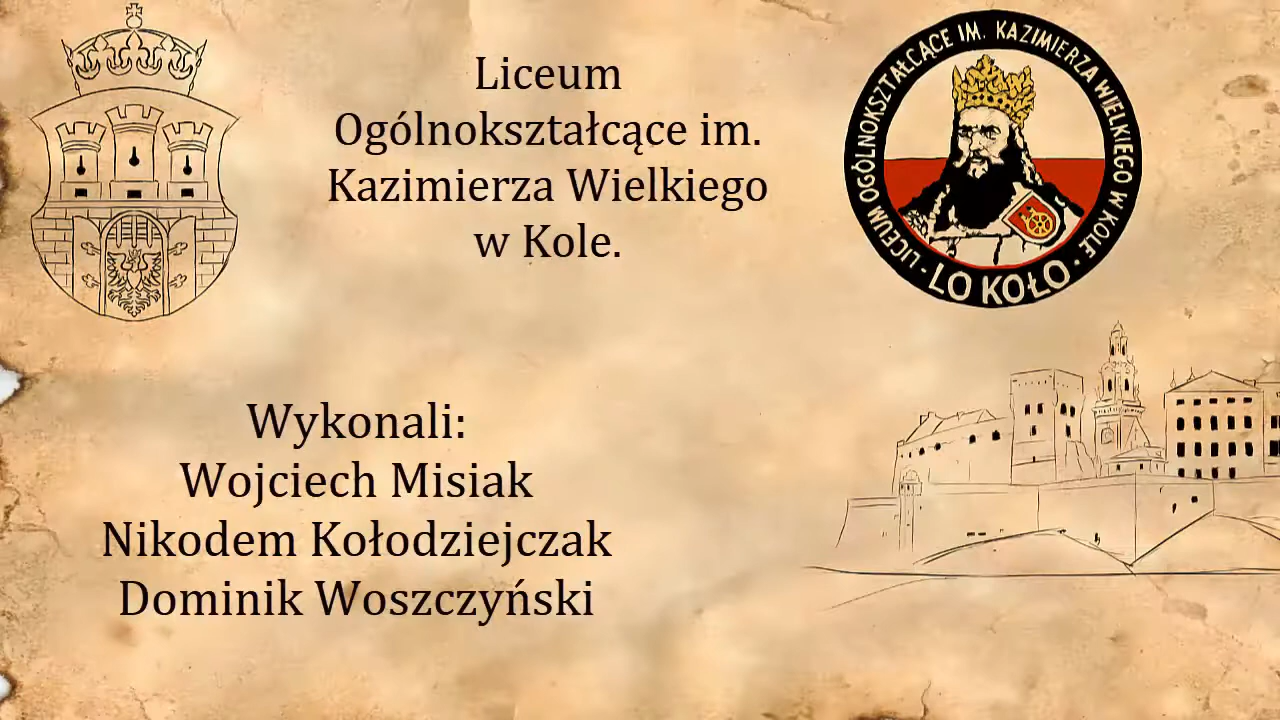 Liceum
Ogólnokształcące im.
Kazimierza Wielkiego
w Kole.
LICEUM OGÓLNOKSZTAŁCĄCE IM. KAZIMIERZA WIELKIEGO W KOLE
LO KOŁO
Wykonali:
Wojciech Misiak
Nikodem Kołodziejczak
Dominik Woszczyński